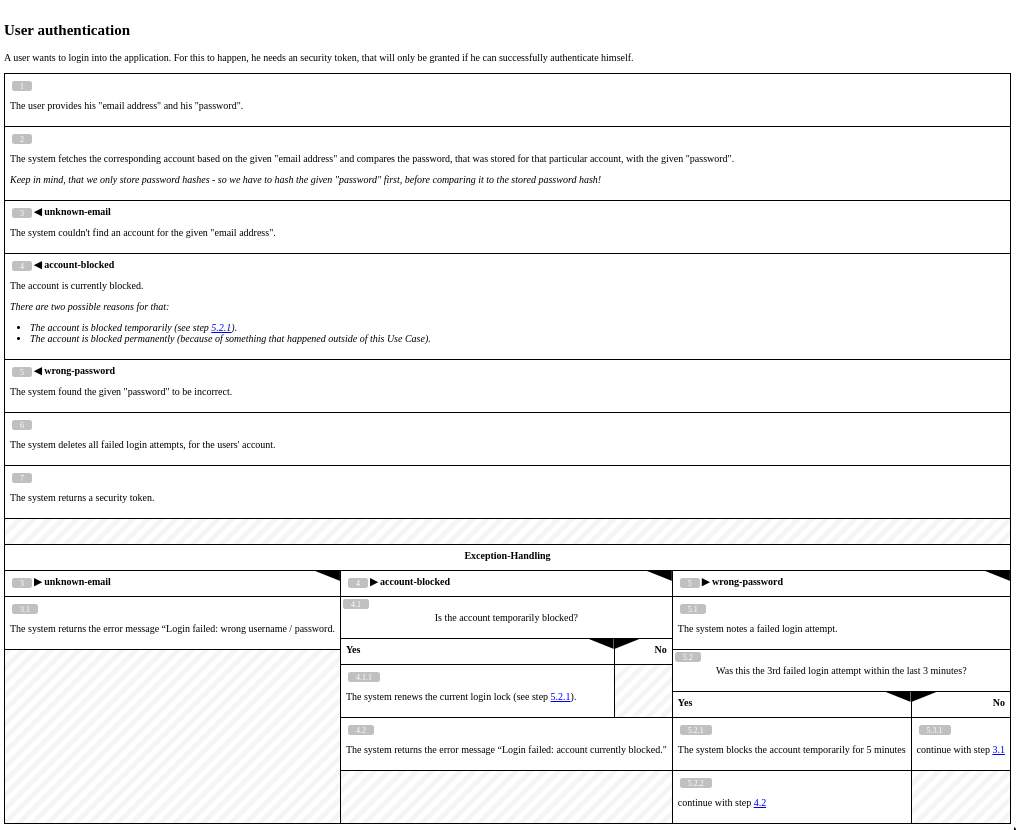 User authentication
A user wants to login into the application. For this to happen, he needs an security token, that will only be granted if he can successfully authenticate himself.
1
The user provides his "email address" and his "password".
2
The system fetches the corresponding account based on the given "email address" and compares the password, that was stored for that particular account, with the given "password".
Keep in mind, that we only store password hashes - so we have to hash the given "password" first, before comparing it to the stored password hash!
3 ◀ unknown-email
The system couldn't find an account for the given "email address".
4 ◀ account-blocked
The account is currently blocked.
There are two possible reasons for that:
• The account is blocked temporarily (see step 5.2.1).
• The account is blocked permanently (because of something that happened outside of this Use Case).
5 ◀ wrong-password
The system found the given "password" to be incorrect.
6
The system deletes all failed login attempts, for the users' account.
7
The system returns a security token.
Exception-Handling
3 ▶ unknown-email
3.1
The system returns the error message “Login failed: wrong username / password.
4 ▶ account-blocked
4.1
Is the account temporarily blocked?
Yes
No
4.1.1
The system renews the current login lock (see step 5.2.1).
4.2
The system returns the error message “Login failed: account currently blocked."
5 ▶ wrong-password
5.1
The system notes a failed login attempt.
5.2
Was this the 3rd failed login attempt within the last 3 minutes?
Yes
No
5.2.1
The system blocks the account temporarily for 5 minutes
5.2.2
continue with step 4.2
5.3.1
continue with step 3.1